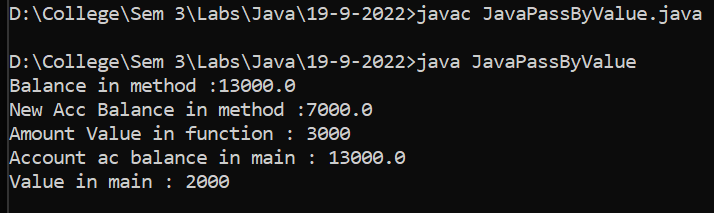 D:\College\Sem 3\Labs\Java\19-9-2022>javac JavaPassByValue.java
D:\College\Sem 3\Labs\Java\19-9-2022>java JavaPassByValue
Balance in method :13000.0
New Acc Balance in method :7000.0
Amount Value in function : 3000
Account ac balance in main : 13000.0
Value in main : 2000